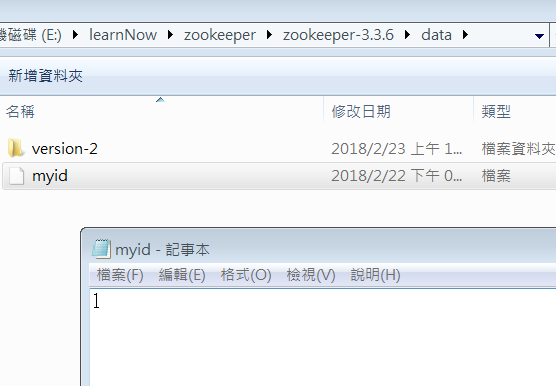 磁碟 (E:) ▸ learnNow ▸ zookeeper ▸ zookeeper-3.3.6 ▸ data ▸
新增資料夾
名稱 修改日期 類型
version-2 2018/2/23 上午 1... 檔案資料夾
myid 2018/2/22 下午 0... 檔案
myid - 記事本
檔案(F) 編輯(E) 格式(O) 檢視(V) 說明(H)
1